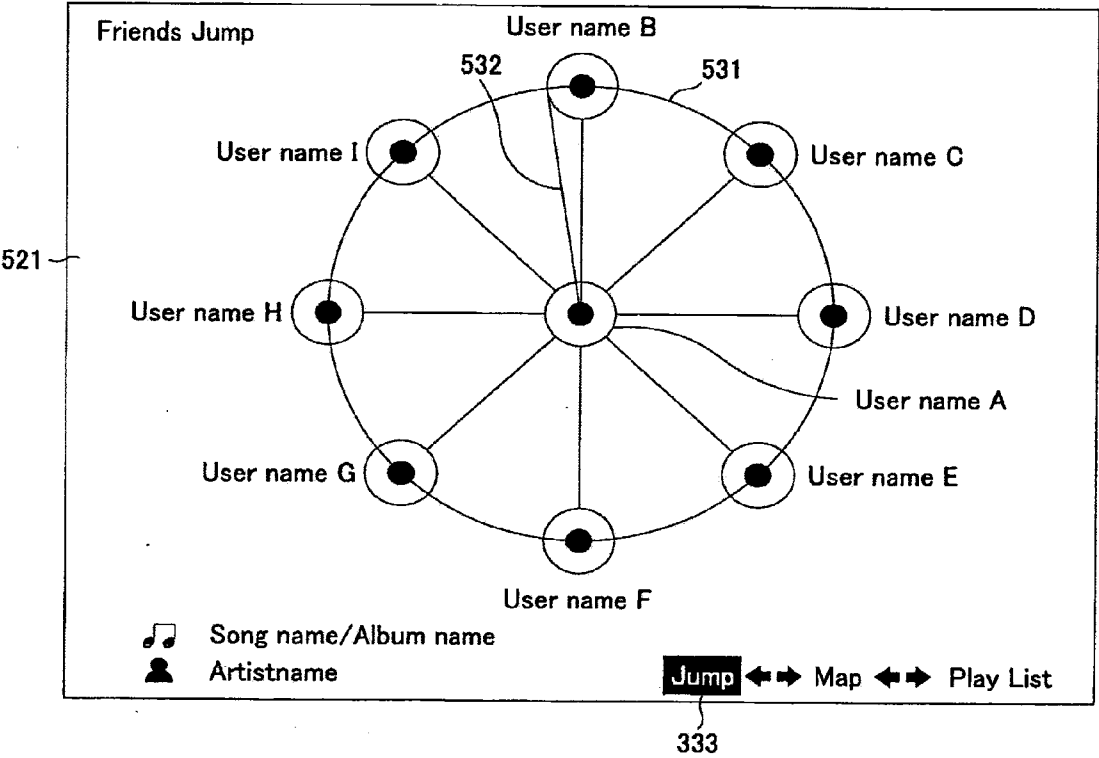 Friends Jump
User name B
532
531
User name I
User name C
521
User name H
User name D
User name A
User name G
User name E
User name F
Song name/Album name
Artistname
Jump Map Play List
333